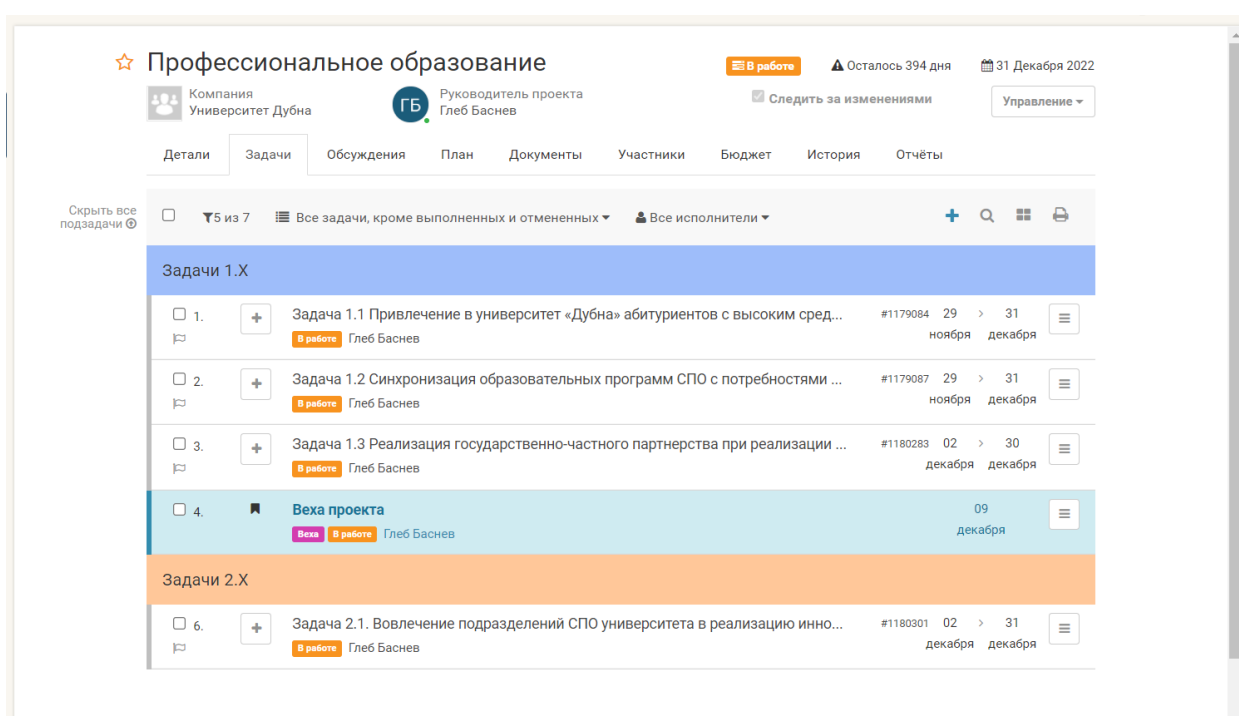 Профессиональное образование
В работе
Осталось 394 дня
31 Декабря 2022
Компания
Университет Дубна
ГБ
Руководитель проекта
Глеб Баснев
Следить за изменениями
Управление
Детали Задачи Обсуждения План Документы Участники Бюджет История Отчёты
Скрыть все
подзадачи
5 из 7 Все задачи, кроме выполненных и отмененных Все исполнители
Задачи 1.X
1. Задача 1.1 Привлечение в университет «Дубна» абитуриентов с высоким сред... #1179084 29 > 31
В работе Глеб Баснев ноября декабря
2. Задача 1.2 Синхронизация образовательных программ СПО с потребностями ... #1179087 29 > 31
В работе Глеб Баснев ноября декабря
3. Задача 1.3 Реализация государственно-частного партнерства при реализации ... #1180283 02 > 30
В работе Глеб Баснев декабря декабря
4. Веха проекта 09
Веха В работе Глеб Баснев декабря
Задачи 2.X
6. Задача 2.1. Вовлечение подразделений СПО университета в реализацию инно... #1180301 02 > 31
В работе Глеб Баснев декабря декабря